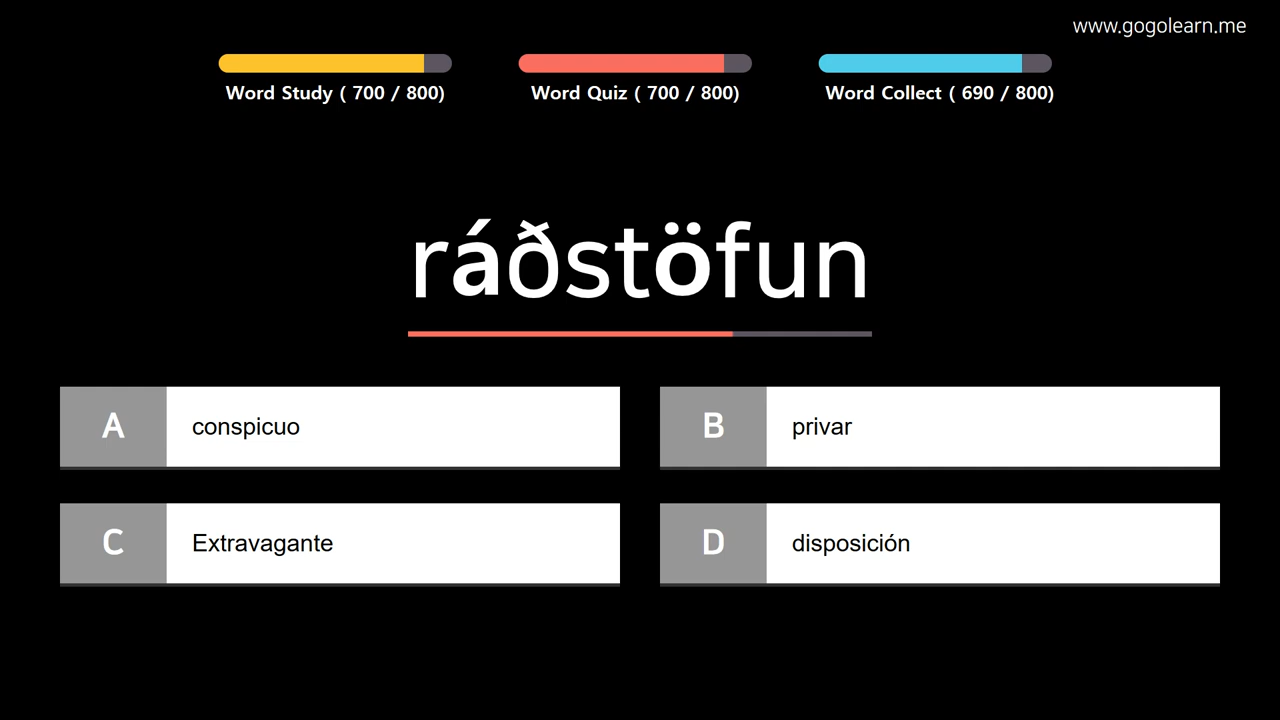 www.gogolearn.me
Word Study ( 700 / 800)
Word Quiz ( 700 / 800)
Word Collect ( 690 / 800)
ráðstöfun
A conspicuo
B privar
C Extravagante
D disposición